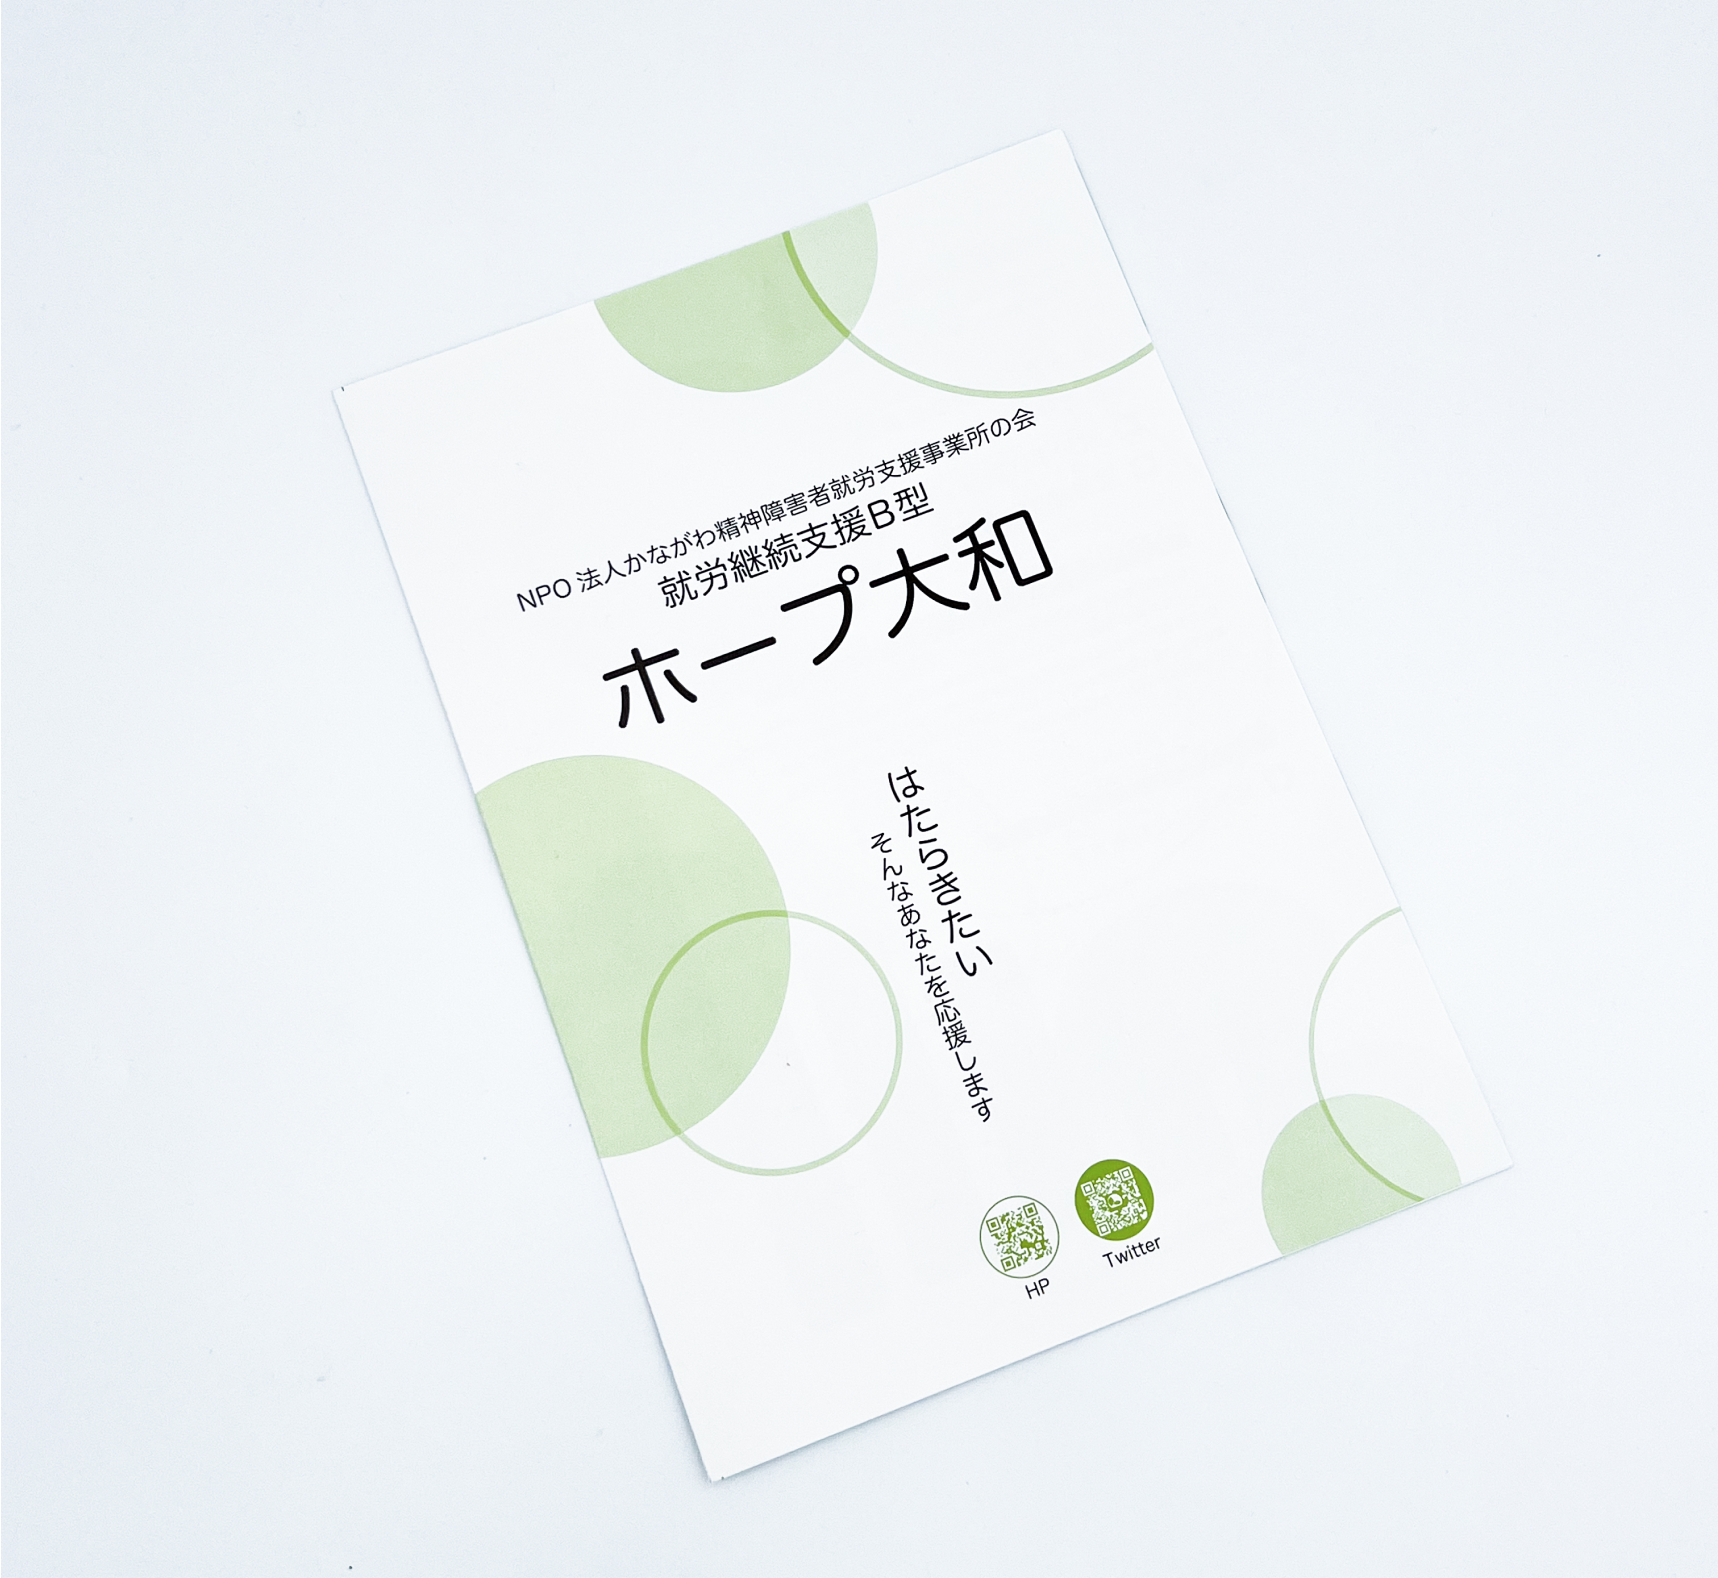 NPO 法人かながわ精神障害者就労支援事業所の会
就労継続支援B型
ホープ大和
はたらきたい
そんなあなたを応援します
HP
Twitter